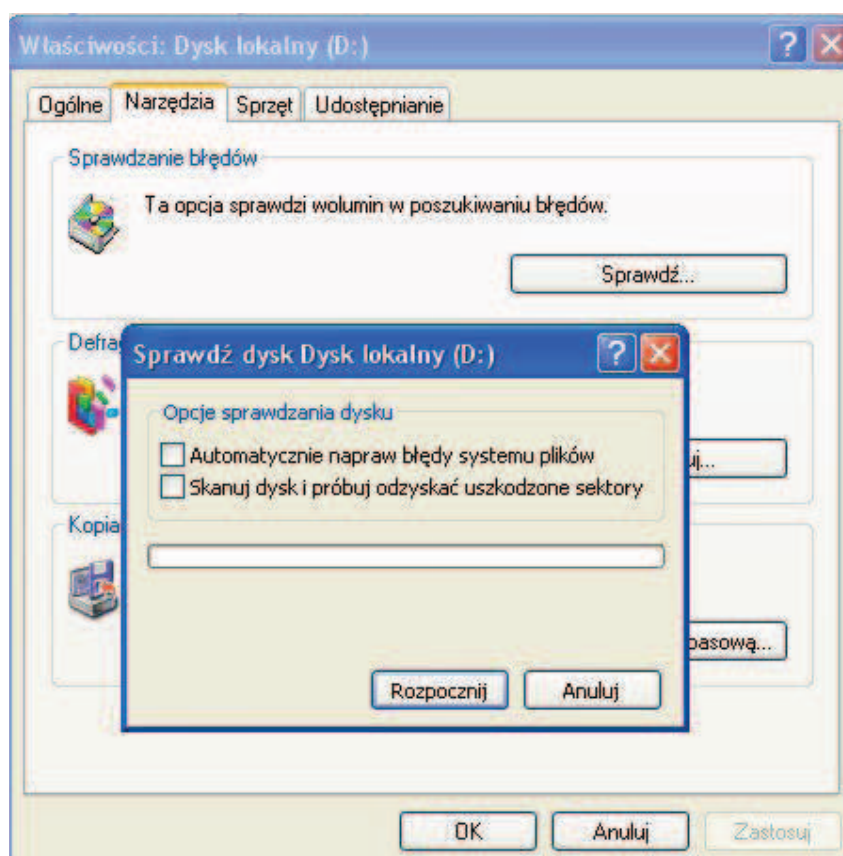 Właściwości: Dysk lokalny (D:)
Ogólne Narzędzia Sprzęt Udostępnianie
Sprawdzanie błędów
Ta opcja sprawdzi wolumin w poszukiwaniu błędów.
Sprawdź...
Sprawdź dysk Dysk lokalny (D:)
Opcje sprawdzania dysku
Automatycznie napraw błędy systemu plików
Skanuj dysk i próbuj odzyskać uszkodzone sektory
Kopia
Rozpocznij Anuluj
OK Anuluj Zastosuj